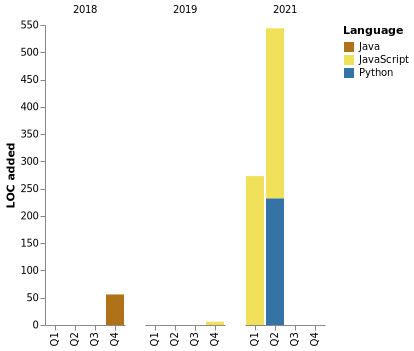 2018 2019 2021
Language
Java
JavaScript
Python
LOC added
550
500
450
400
350
300
250
200
150
100
50
0
Q1 Q2 Q3 Q4 Q1 Q2 Q3 Q4 Q1 Q2 Q3 Q4